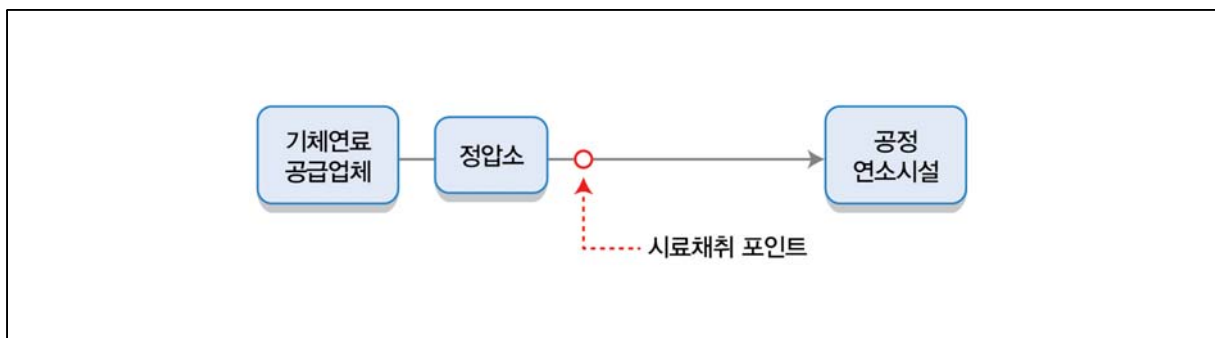 기체연료
공급업체
정압소
공정
연소시설
시료채취 포인트